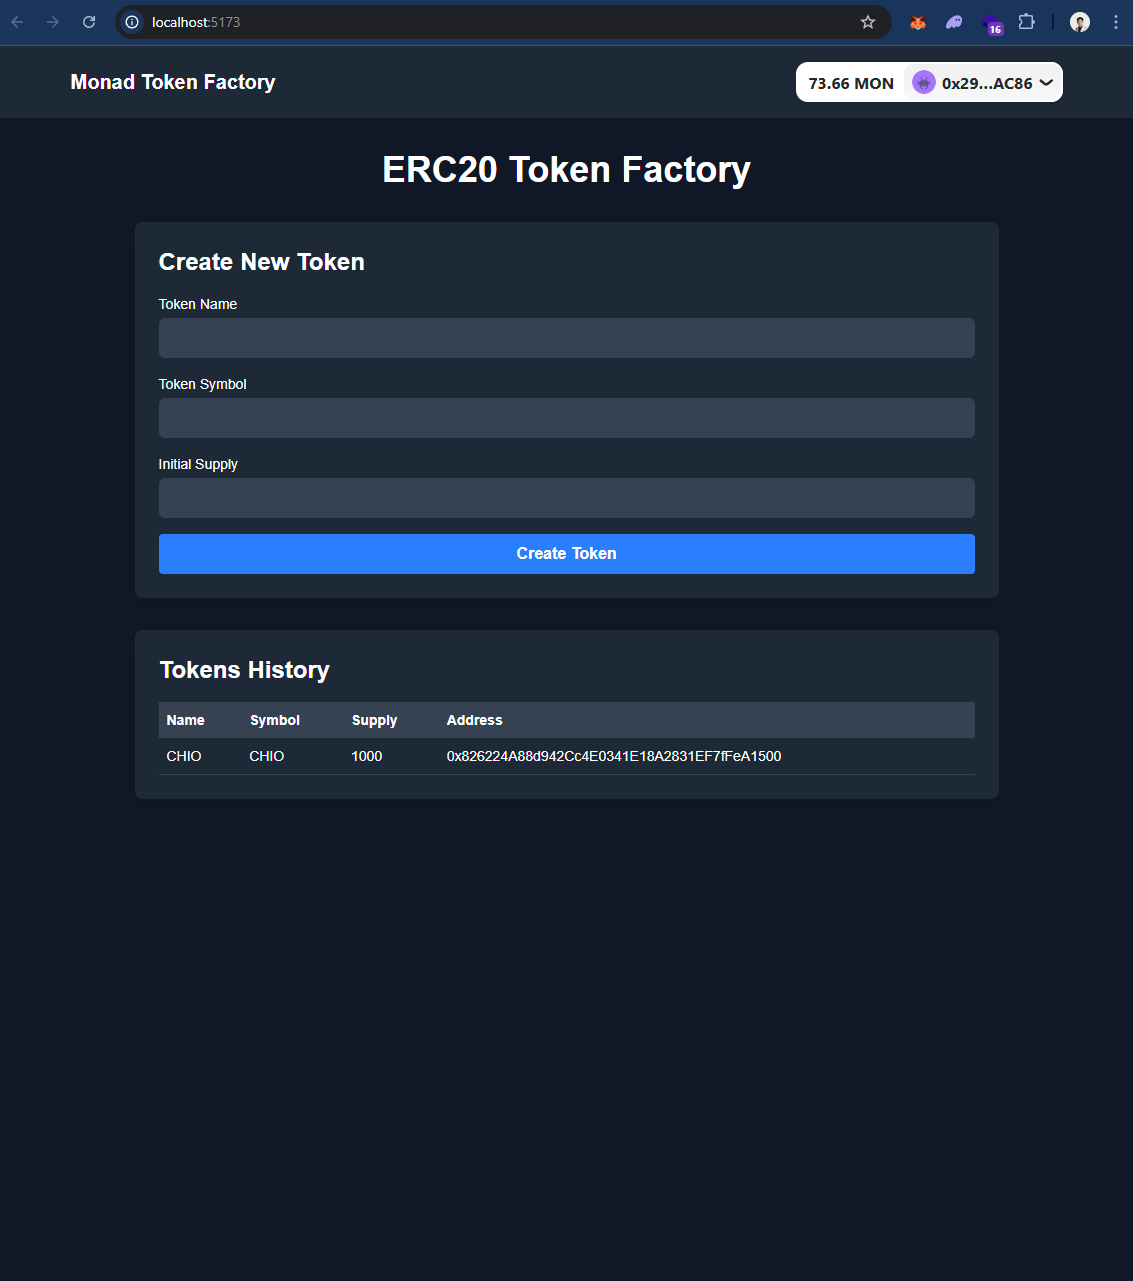 localhost:5173
16
Monad Token Factory
73.66 MON 0x29...AC86
ERC20 Token Factory
Create New Token
Token Name
Token Symbol
Initial Supply
Create Token
Tokens History
Name Symbol Supply Address
CHIO CHIO 1000 0x826224A88d942Cc4E0341E18A2831EF7fFeA1500